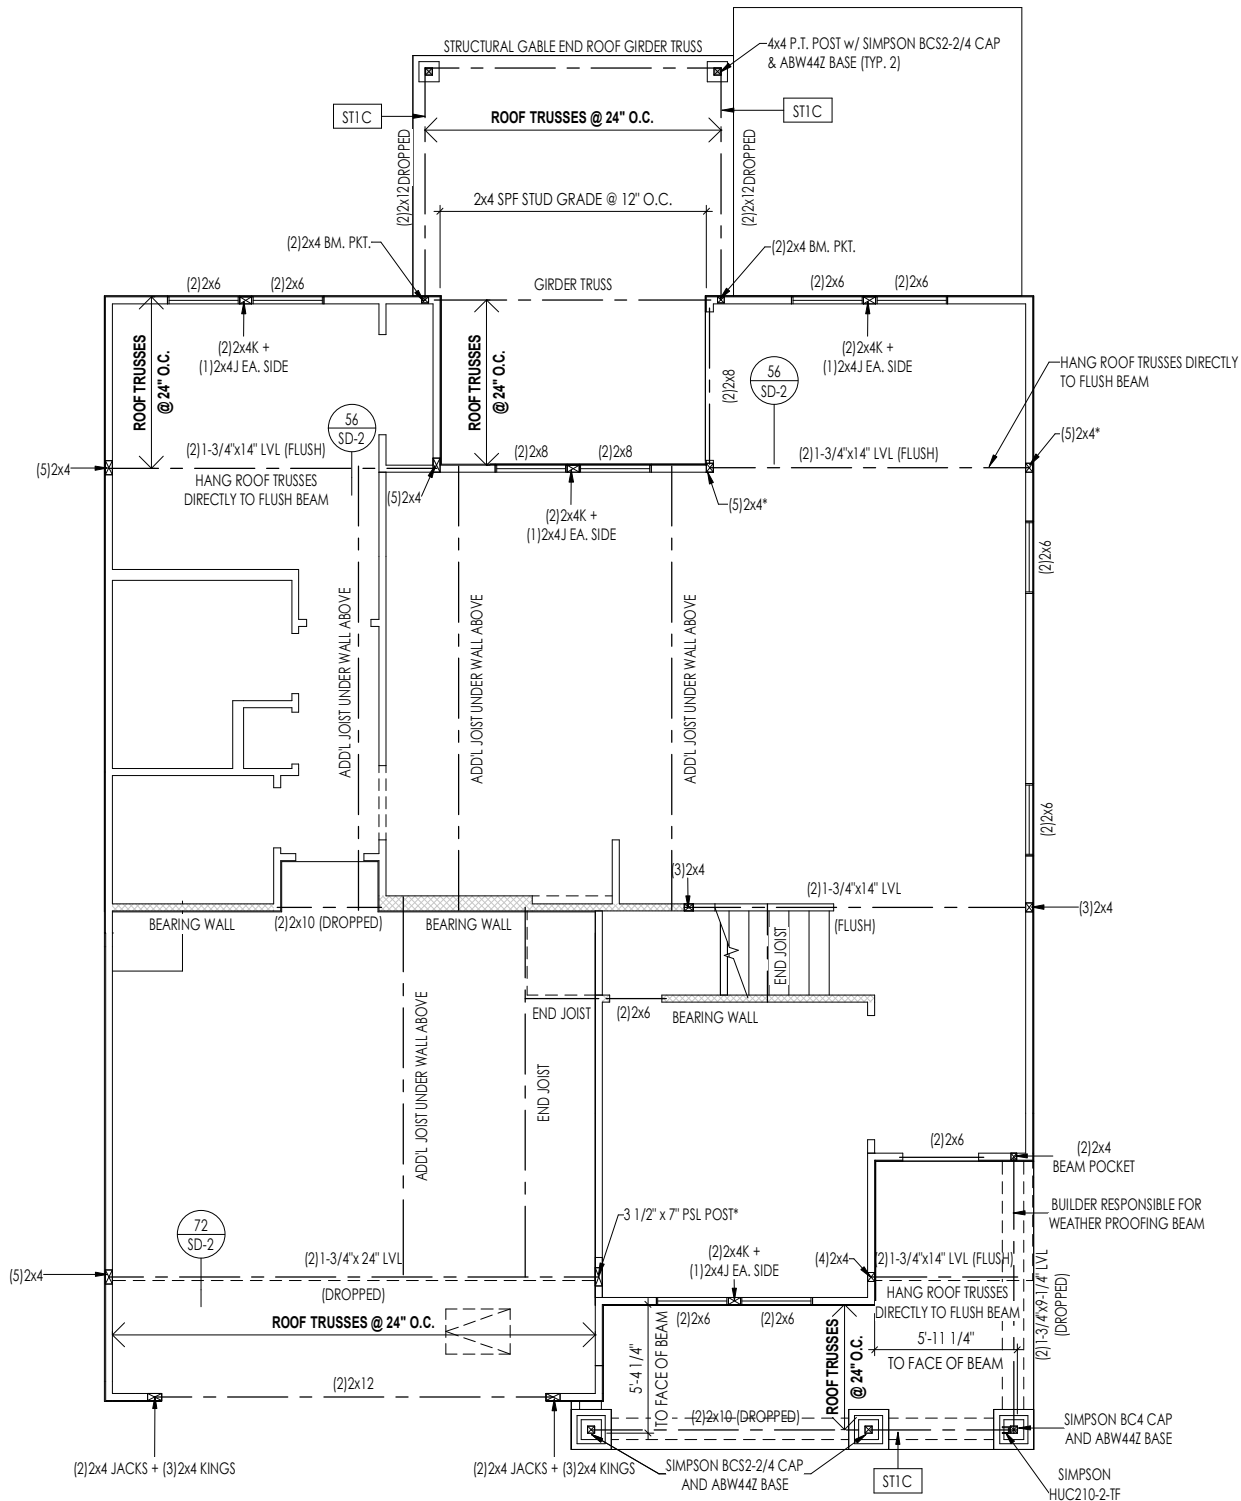 STRUCTURAL GABLE END ROOF GIRDER TRUSS
4x4 P.T. POST w/ SIMPSON BCS2-2/4 CAP
& ABW44Z BASE (TYP. 2)
ST1C
ROOF TRUSSES @ 24" O.C.
ST1C
(2)2x12 DROPPED
(2)2x12 DROPPED
2x4 SPF STUD GRADE @ 12" O.C.
(2)2x4 BM. PKT.
(2)2x4 BM. PKT.
(2)2x6
(2)2x6
GIRDER TRUSS
(2)2x6
(2)2x6
ROOF TRUSSES
@ 24" O.C.
(2)2x4K +
(1)2x4J EA. SIDE
ROOF TRUSSES
@ 24" O.C.
(2)2x8
56
SD-2
(2)2x4K +
(1)2x4J EA. SIDE
HANG ROOF TRUSSES DIRECTLY
TO FLUSH BEAM
56
SD-2
(2)1-3/4"x14" LVL (FLUSH)
(2)2x8
(2)2x8
(2)1-3/4"x14" LVL (FLUSH)
(5)2x4*
(5)2x4
HANG ROOF TRUSSES
DIRECTLY TO FLUSH BEAM
(5)2x4
(2)2x4K +
(1)2x4J EA. SIDE
(5)2x4*
(2)2x6
ADD'L JOIST UNDER WALL ABOVE
ADD'L JOIST UNDER WALL ABOVE
ADD'L JOIST UNDER WALL ABOVE
(2)2x6
(3)2x4
(2)1-3/4"x14" LVL
(FLUSH)
(3)2x4
BEARING WALL
(2)2x10 (DROPPED)
BEARING WALL
END JOIST
END JOIST
(2)2x6
BEARING WALL
ADD'L JOIST UNDER WALL ABOVE
END JOIST
(2)2x6
(2)2x4
BEAM POCKET
BUILDER RESPONSIBLE FOR
WEATHER PROOFING BEAM
72
SD-2
3 1/2" x 7" PSL POST*
(5)2x4
(2)1-3/4"x 24" LVL
(DROPPED)
(2)2x4K +
(1)2x4J EA. SIDE
(4)2x4
(2)1-3/4"x14" LVL (FLUSH)
HANG ROOF TRUSSES
DIRECTLY TO FLUSH BEAM
(2)1-3/4"x9-1/4" LVL
(DROPPED)
ROOF TRUSSES @ 24" O.C.
(2)2x6
(2)2x6
5'-4 1/4"
TO FACE OF BEAM
ROOF TRUSSES
@ 24" O.C.
5'-11 1/4"
TO FACE OF BEAM
(2)2x12
(2)2x10 (DROPPED)
(2)2x4 JACKS + (3)2x4 KINGS
(2)2x4 JACKS + (3)2x4 KINGS
SIMPSON BCS2-2/4 CAP
AND ABW44Z BASE
ST1C
SIMPSON BC4 CAP
AND ABW44Z BASE
SIMPSON
HUC210-2-TF